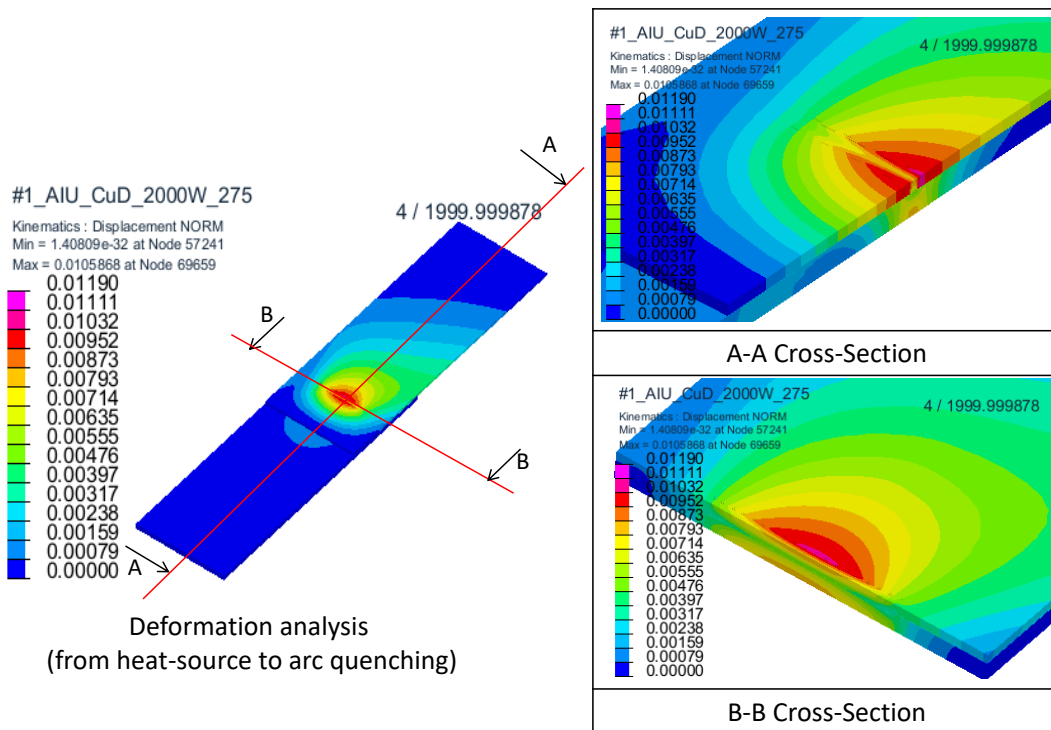 #1_AIU_CuD_2000W_275
Kinematics : Displacement NORM
Min = 1.40809e-32 at Node 57241
Max = 0.0105868 at Node 69659
4 / 1999.999878
0.01190
0.01111
0.01032
0.00952
0.00873
0.00793
0.00714
0.00635
0.00555
0.00476
0.00397
0.00317
0.00238
0.00159
0.00079
0.00000
A
B
B
A
Deformation analysis
(from heat-source to arc quenching)
#1_AIU_CuD_2000W_275
Kinematics : Displacement NORM
Min = 1.40809e-32 at Node 57241
Max = 0.0105868 at Node 69659
4 / 1999.999878
0.01190
0.01111
0.01032
0.00952
0.00873
0.00793
0.00714
0.00635
0.00555
0.00476
0.00397
0.00317
0.00238
0.00159
0.00079
0.00000
A-A Cross-Section
#1_AIU_CuD_2000W_275
Kinematics : Displacement NORM
Min = 1.40809e-32 at Node 57241
Max = 0.0105868 at Node 69659
4 / 1999.999878
0.01190
0.01111
0.01032
0.00952
0.00873
0.00793
0.00714
0.00635
0.00555
0.00476
0.00397
0.00317
0.00238
0.00159
0.00079
0.00000
B-B Cross-Section